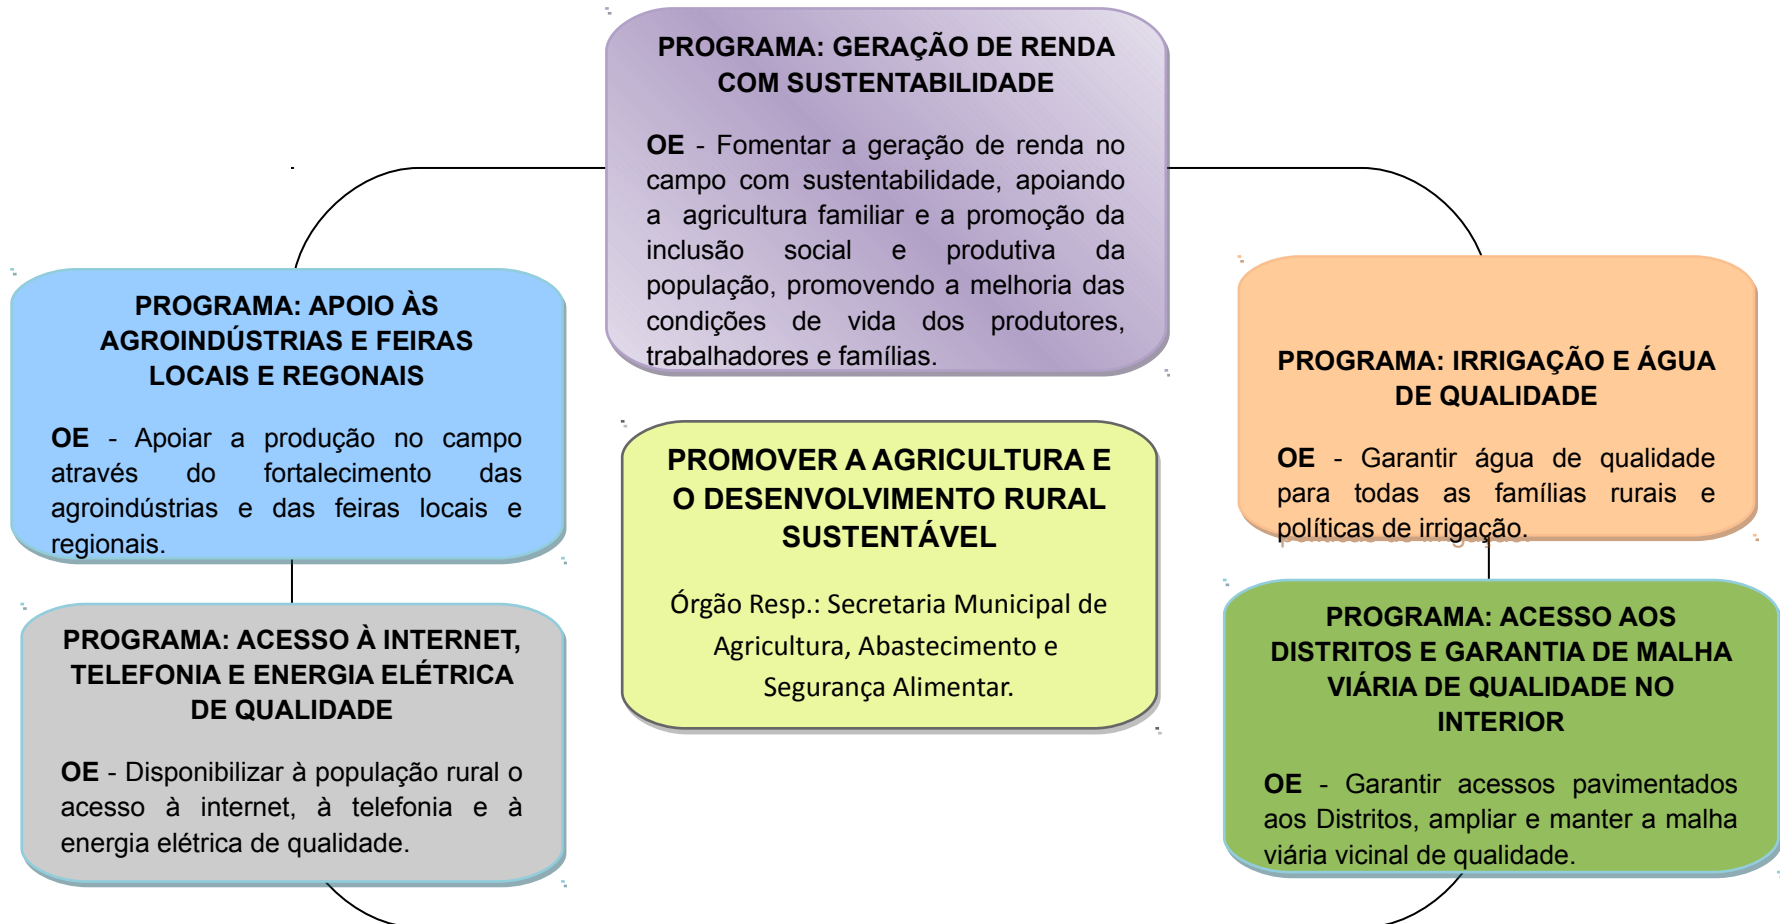 PROGRAMA: GERAÇÃO DE RENDA
COM SUSTENTABILIDADE
OE - Fomentar a geração de renda no
campo com sustentabilidade, apoiando
a agricultura familiar e a promoção da
inclusão social e produtiva da
população, promovendo a melhoria das
condições de vida dos produtores,
trabalhadores e famílias.
PROGRAMA: APOIO ÀS
AGROINDÚSTRIAS E FEIRAS
LOCAIS E REGONAIS
OE - Apoiar a produção no campo
através do fortalecimento das
agroindústrias e das feiras locais e
regionais.
PROGRAMA: IRRIGAÇÃO E ÁGUA
DE QUALIDADE
OE - Garantir água de qualidade
para todas as famílias rurais e
políticas de irrigação.
PROMOVER A AGRICULTURA E
O DESENVOLVIMENTO RURAL
SUSTENTÁVEL
Órgão Resp.: Secretaria Municipal de
Agricultura, Abastecimento e
Segurança Alimentar.
PROGRAMA: ACESSO À INTERNET,
TELEFONIA E ENERGIA ELÉTRICA
DE QUALIDADE
OE - Disponibilizar à população rural o
acesso à internet, à telefonia e à
energia elétrica de qualidade.
PROGRAMA: ACESSO AOS
DISTRITOS E GARANTIA DE MALHA
VIÁRIA DE QUALIDADE NO
INTERIOR
OE - Garantir acessos pavimentados
aos Distritos, ampliar e manter a malha
viária vicinal de qualidade.